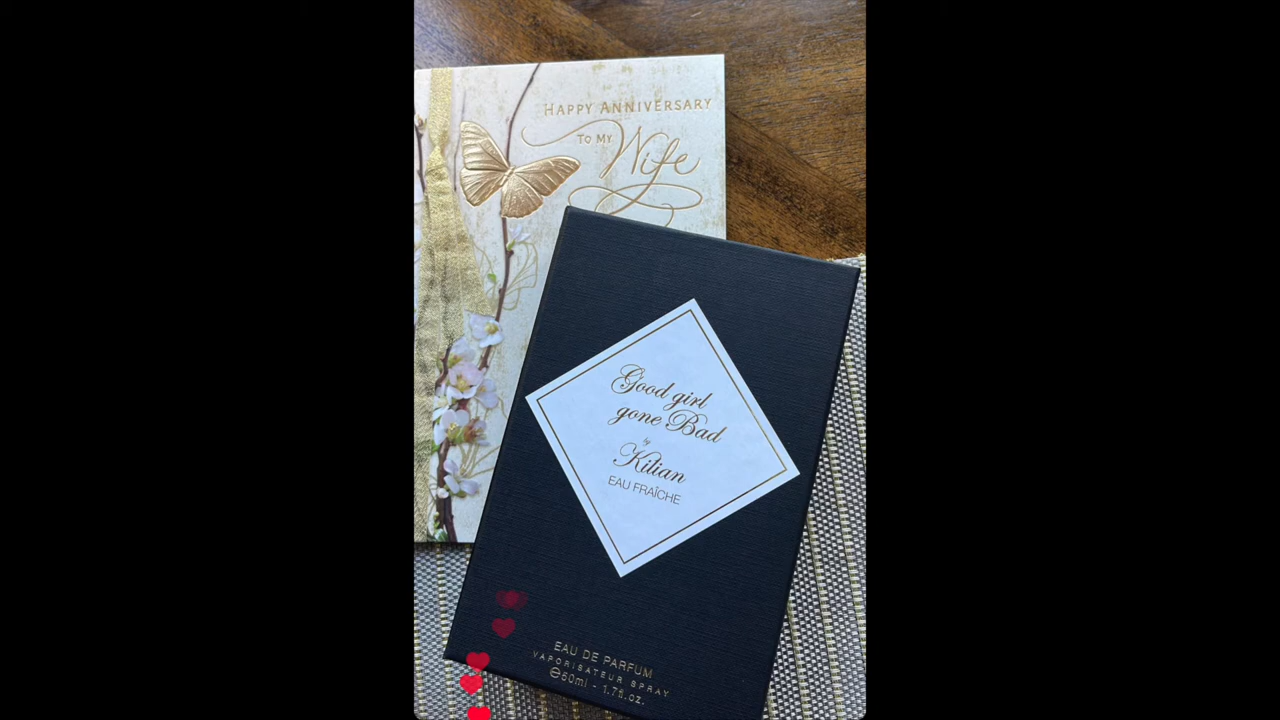 HAPPY ANNIVERSARY
TO MY Wife
Good girl
gone Bad
by
Kilian
EAU FRAÎCHE
EAU DE PARFUM
VAPORISATEUR SPRAY
℮50ml - 1.7fl.oz.